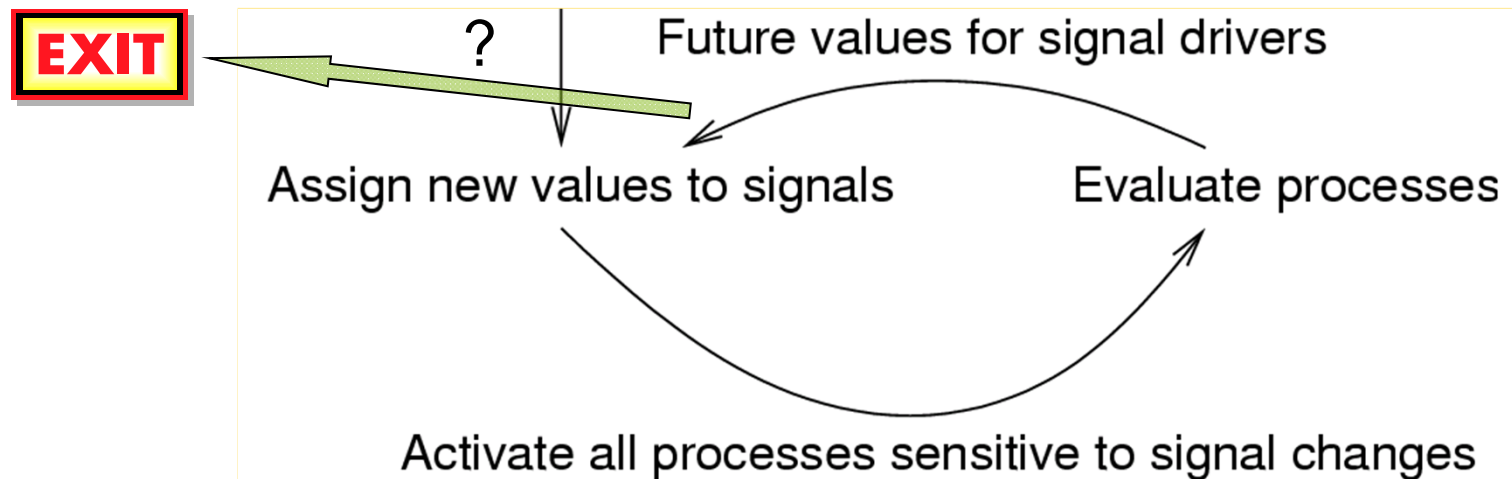 EXIT
?
Future values for signal drivers
Assign new values to signals
Evaluate processes
Activate all processes sensitive to signal changes